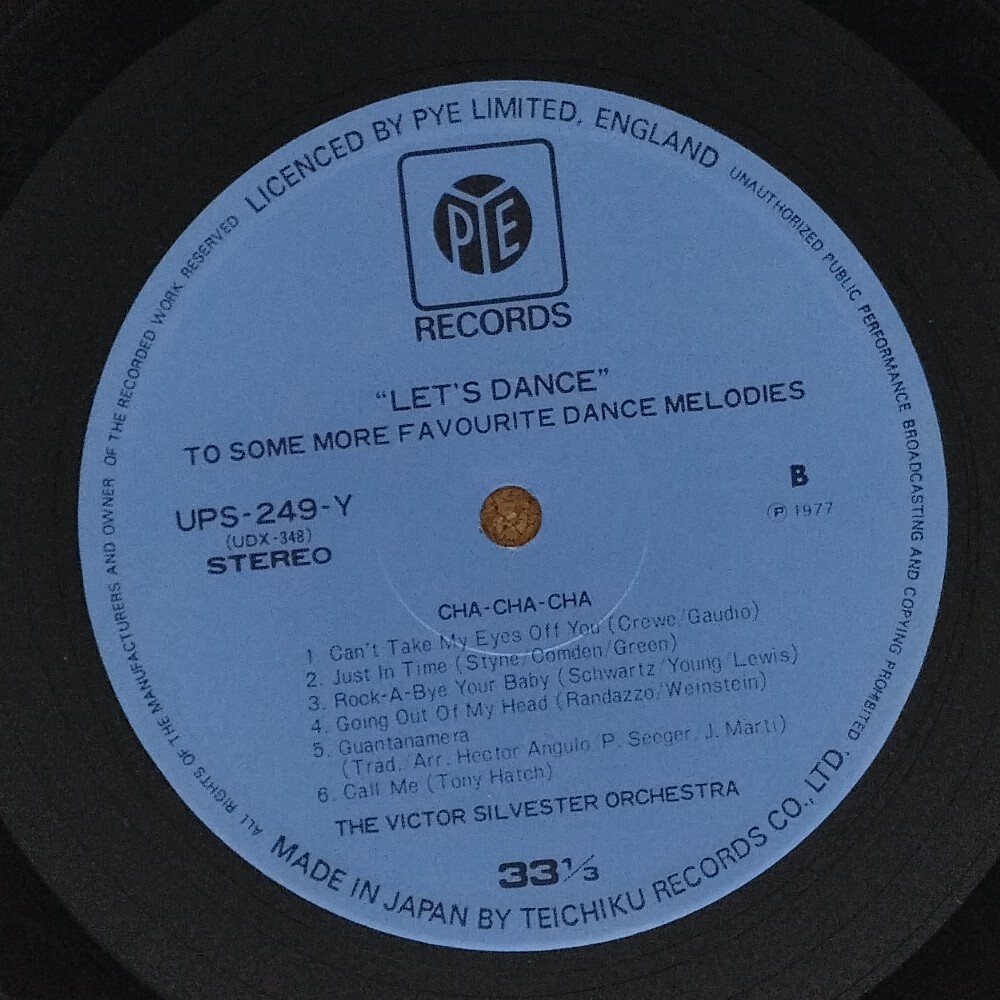 LICENCED BY PYE LIMITED, ENGLAND
UNAUTHORIZED PUBLIC PERFORMANCE BROADCASTING AND COPYING PROHIBITED.
PYE
RECORDS
"LET'S DANCE"
TO SOME MORE FAVOURITE DANCE MELODIES
UPS-249-Y
(UDX-348)
STEREO
B
Ⓟ 1977
CHA-CHA-CHA
1. Can't Take My Eyes Off You (Crewe/Gaudio)
2. Just In Time (Styne/Comden/Green)
3. Rock-A-Bye Your Baby (Schwartz/Young/Lewis)
4. Going Out Of My Head (Randazzo/Weinstein)
5. Guantanamera
(Trad./Arr. Hector Angulo/P. Seeger/J. Marti)
6. Call Me (Tony Hatch)
THE VICTOR SILVESTER ORCHESTRA
33⅓
ALL RIGHTS OF THE MANUFACTURERS AND OWNER OF THE RECORDED WORK RESERVED
MADE IN JAPAN BY TEICHIKU RECORDS CO., LTD.